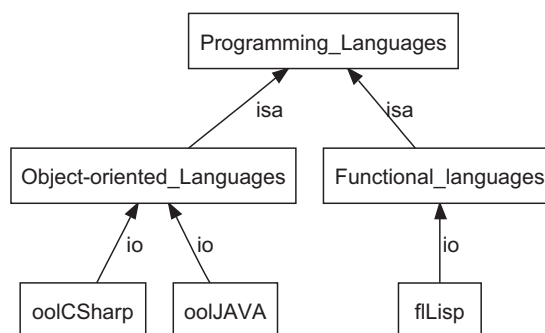 Programming_Languages
isa
isa
Object-oriented_Languages
Functional_languages
io
io
io
oolCSharp
oolJAVA
flLisp